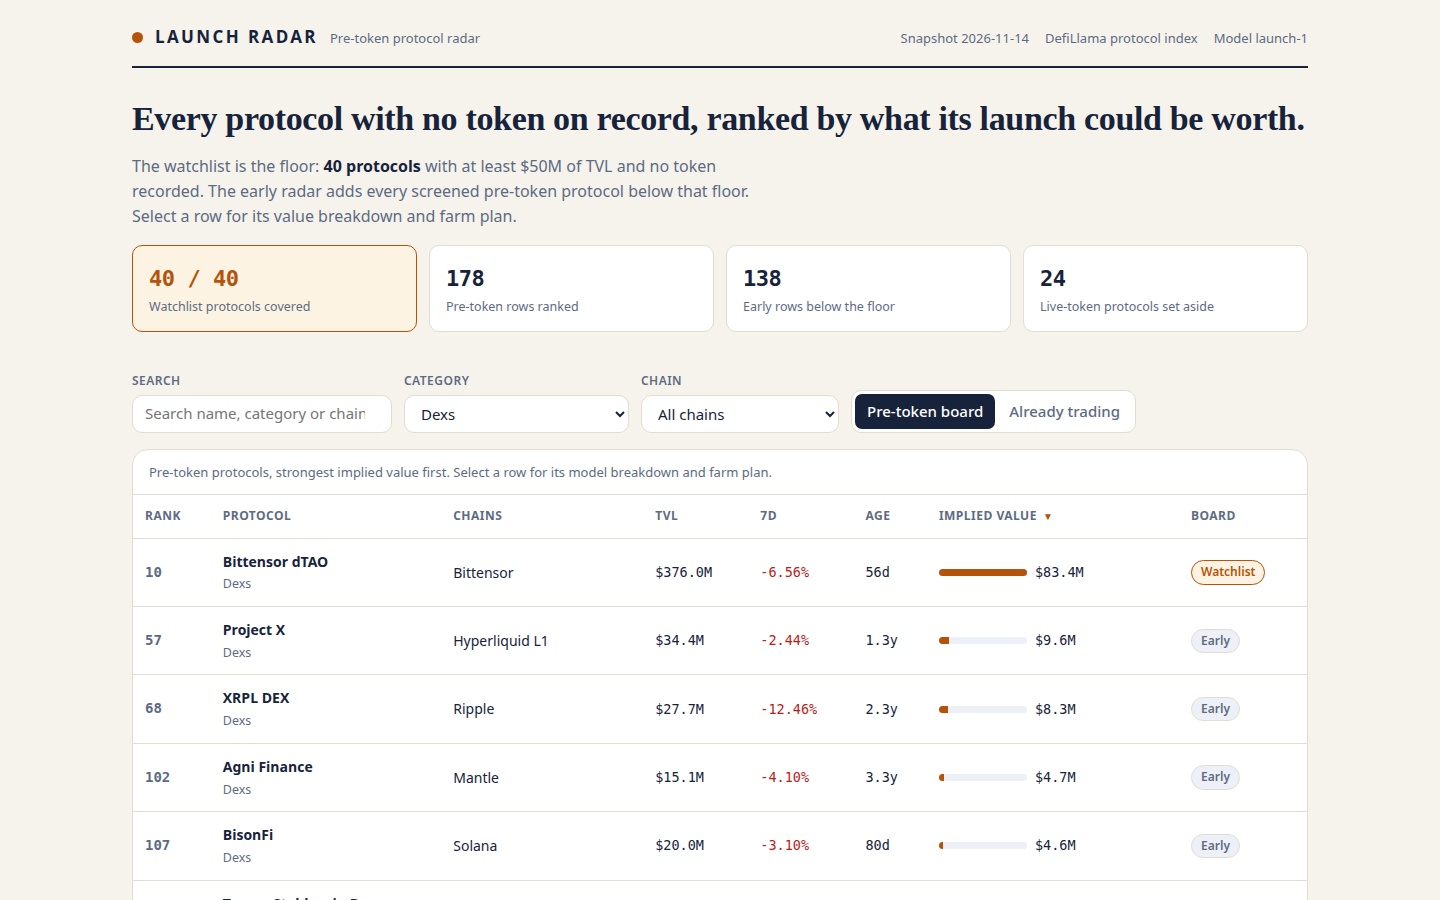 LAUNCH RADAR Pre-token protocol radar Snapshot 2026-11-14 DefiLlama protocol index Model launch-1
Every protocol with no token on record, ranked by what its launch could be worth.
The watchlist is the floor: 40 protocols with at least $50M of TVL and no token
recorded. The early radar adds every screened pre-token protocol below that floor.
Select a row for its value breakdown and farm plan.
40 / 40
Watchlist protocols covered
178
Pre-token rows ranked
138
Early rows below the floor
24
Live-token protocols set aside
SEARCH
Search name, category or chain
CATEGORY
Dexs
CHAIN
All chains
Pre-token board Already trading
Pre-token protocols, strongest implied value first. Select a row for its model breakdown and farm plan.
RANK PROTOCOL CHAINS TVL 7D AGE IMPLIED VALUE ▼ BOARD
10 Bittensor dTAO Bittensor $376.0M -6.56% 56d $83.4M Watchlist
Dexs
57 Project X Hyperliquid L1 $34.4M -2.44% 1.3y $9.6M Early
Dexs
68 XRPL DEX Ripple $27.7M -12.46% 2.3y $8.3M Early
Dexs
102 Agni Finance Mantle $15.1M -4.10% 3.3y $4.7M Early
Dexs
107 BisonFi Solana $20.0M -3.10% 80d $4.6M Early
Dexs